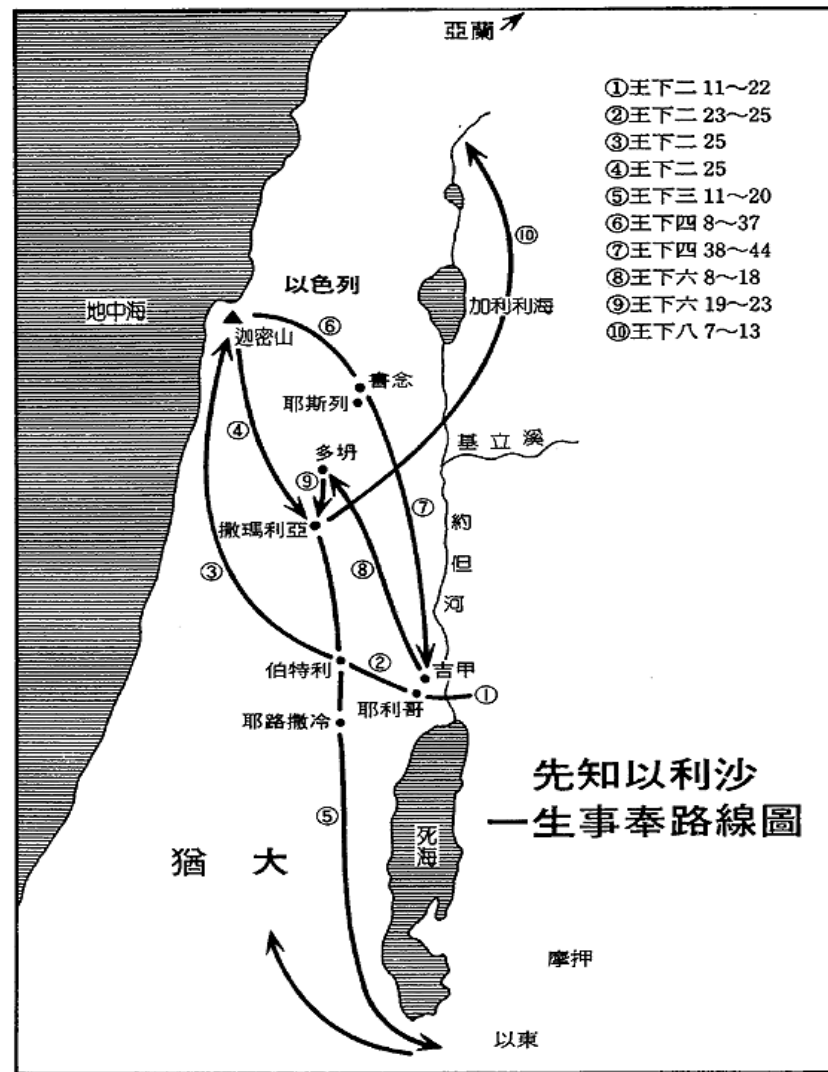 亞蘭
①王下二 11～22
②王下二 23～25
③王下二 25
④王下二 25
⑤王下三 11～20
⑥王下四 8～37
⑦王下四 38～44
⑧王下六 8～18
⑨王下六 19～23
⑩王下八 7～13
⑩
以色列
地中海
加利利海
迦密山
⑥
書念
耶斯列
④
基立溪
多坍
⑨
⑦
撒瑪利亞
約但河
③
⑧
伯特利
②
吉甲
耶利哥
①
耶路撒冷
先知以利沙
一生事奉路線圖
⑤
死海
猶大
摩押
以東